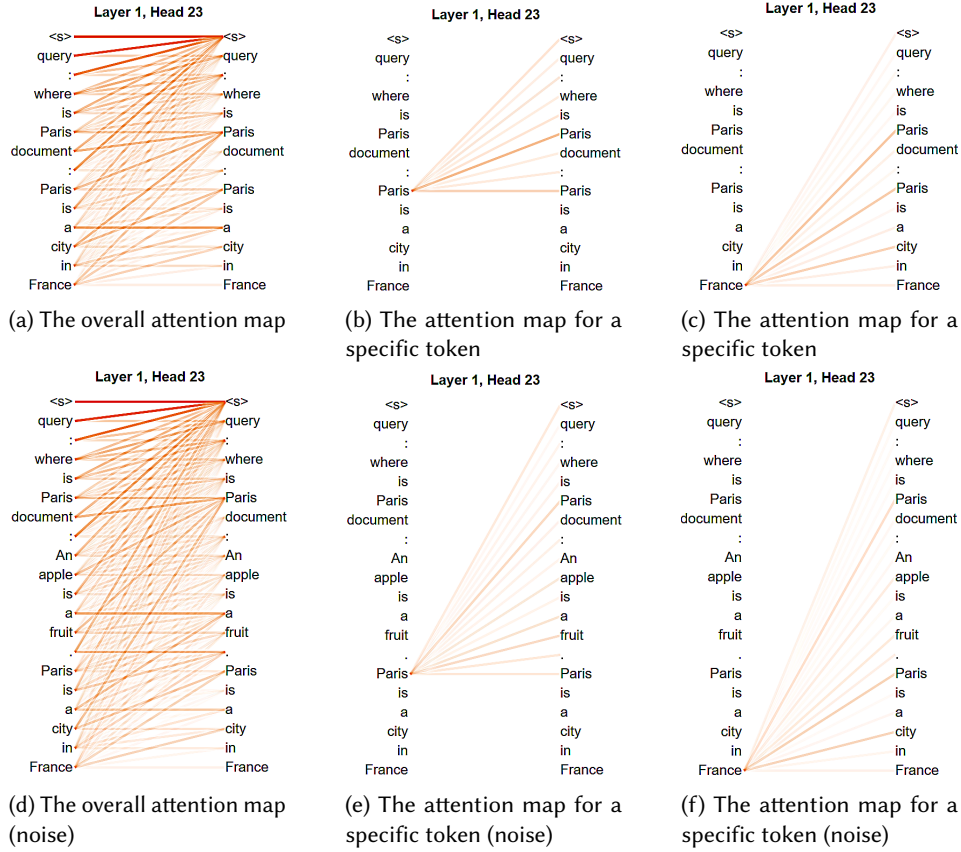 Layer 1, Head 23
<s> <s>
query query
: :
where where
is is
Paris Paris
document document
: :
Paris Paris
is is
a a
city city
in in
France France
(a) The overall attention map
Layer 1, Head 23
<s> <s>
query query
: :
where where
is is
Paris Paris
document document
: :
Paris Paris
is is
a a
city city
in in
France France
(b) The attention map for a
specific token
Layer 1, Head 23
<s> <s>
query query
: :
where where
is is
Paris Paris
document document
: :
Paris Paris
is is
a a
city city
in in
France France
(c) The attention map for a
specific token
Layer 1, Head 23
<s> <s>
query query
: :
where where
is is
Paris Paris
document document
: :
An An
apple apple
is is
a a
fruit fruit
. .
Paris Paris
is is
a a
city city
in in
France France
(d) The overall attention map
(noise)
Layer 1, Head 23
<s> <s>
query query
: :
where where
is is
Paris Paris
document document
: :
An An
apple apple
is is
a a
fruit fruit
. .
Paris Paris
is is
a a
city city
in in
France France
(e) The attention map for a
specific token (noise)
Layer 1, Head 23
<s> <s>
query query
: :
where where
is is
Paris Paris
document document
: :
An An
apple apple
is is
a a
fruit fruit
. .
Paris Paris
is is
a a
city city
in in
France France
(f) The attention map for a
specific token (noise)